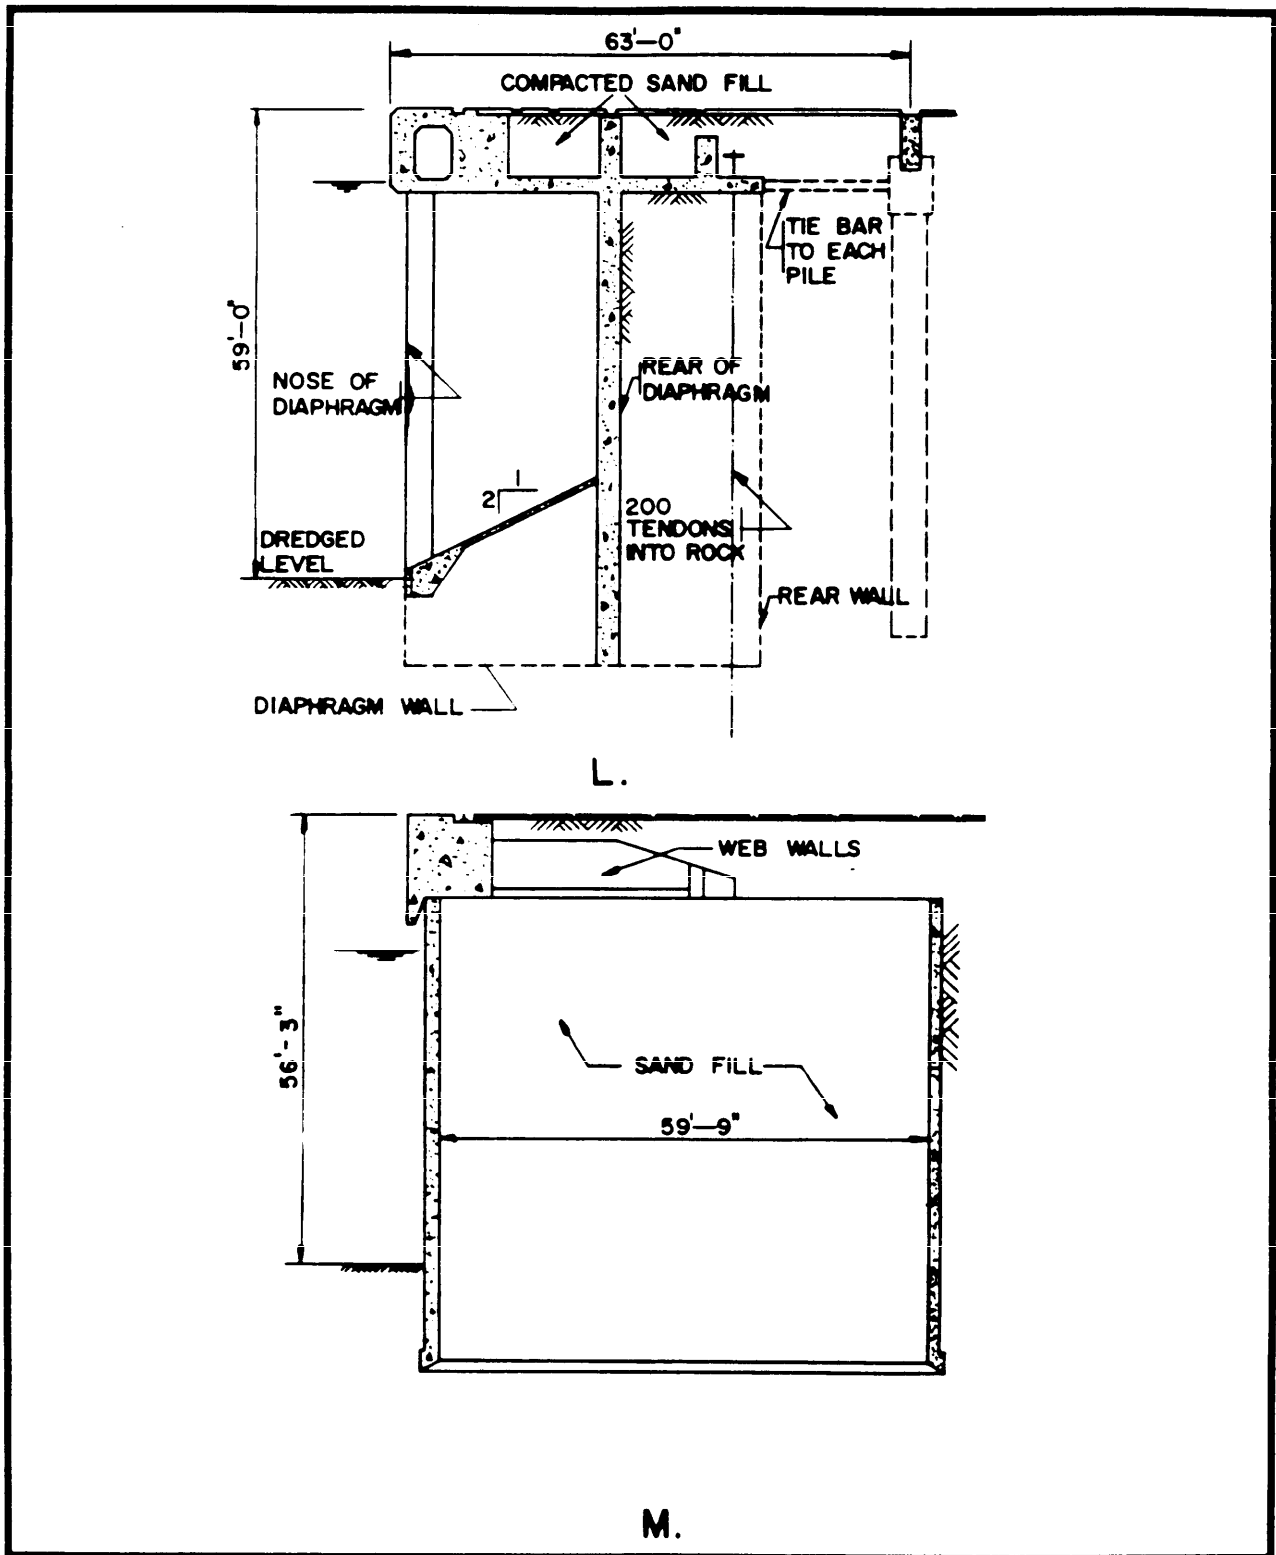 63'-0"
COMPACTED SAND FILL
TIE BAR
TO EACH
PILE
59'-0"
NOSE OF
DIAPHRAGM
REAR OF
DIAPHRAGM
1
2
200
TENDONS
INTO ROCK
DREDGED
LEVEL
REAR WALL
DIAPHRAGM WALL
L.
WEB WALLS
56'-3"
SAND FILL
59'-9"
M.